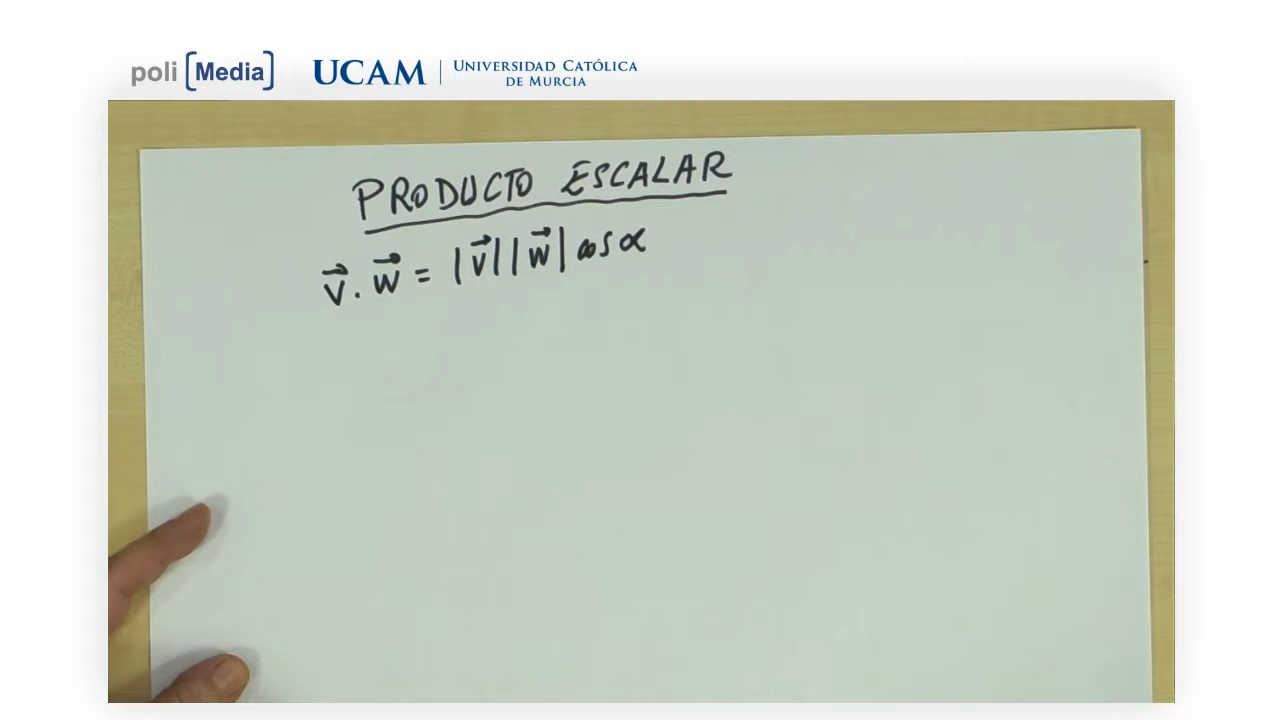 poli [Media] UCAM UNIVERSIDAD CATÓLICA
DE MURCIA
PRODUCTO ESCALAR
v⃗ . w⃗ = |v⃗| |w⃗| cos α